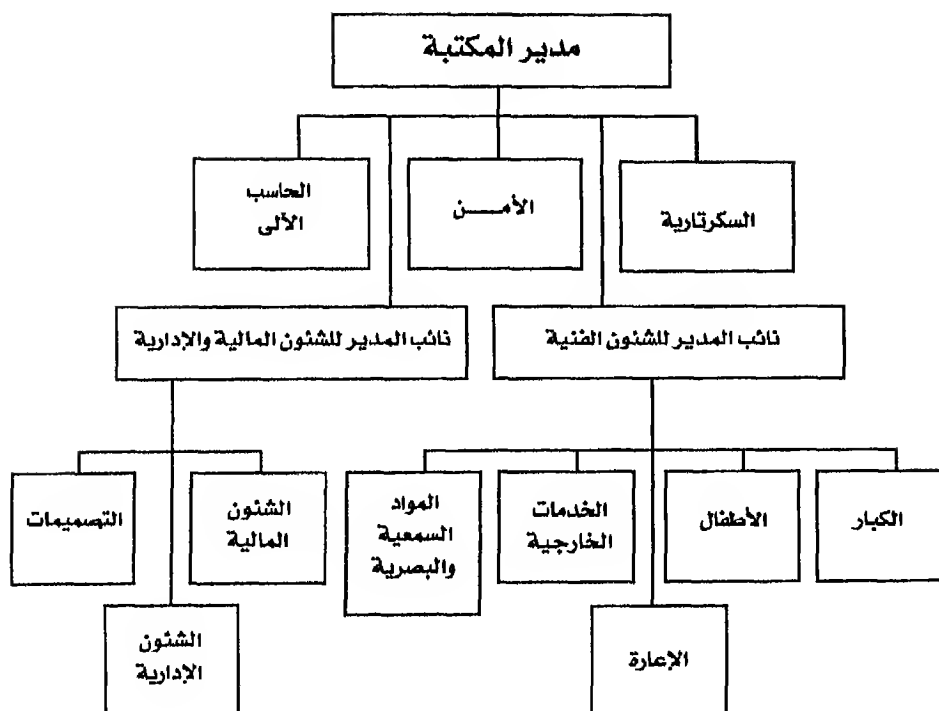 مدير المكتبة
السكرتارية
الأمـــن
الحاسب
الآلى
نائب المدير للشئون الفنية
نائب المدير للشئون المالية والإدارية
الكبار
الأطفال
الخدمات
الخارجية
المواد
السمعية
والبصرية
الشئون
المالية
التصميمات
الإعارة
الشئون
الإدارية